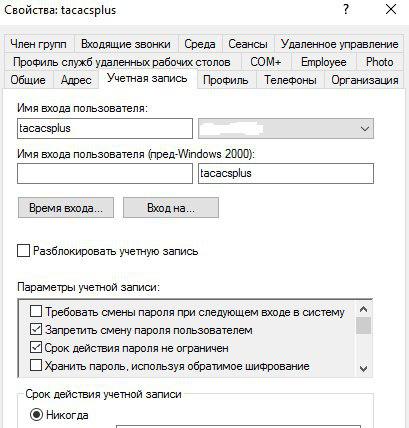 Свойства: tacacsplus
Член групп Входящие звонки Среда Сеансы Удаленное управление
Профиль служб удаленных рабочих столов COM+ Employee Photo
Общие Адрес Учетная запись Профиль Телефоны Организация
Имя входа пользователя:
tacacsplus
Имя входа пользователя (пред-Windows 2000):
tacacsplus
Время входа... Вход на...
Разблокировать учетную запись
Параметры учетной записи:
Требовать смены пароля при следующем входе в систему
Запретить смену пароля пользователем
Срок действия пароля не ограничен
Хранить пароль, используя обратимое шифрование
Срок действия учетной записи
Никогда